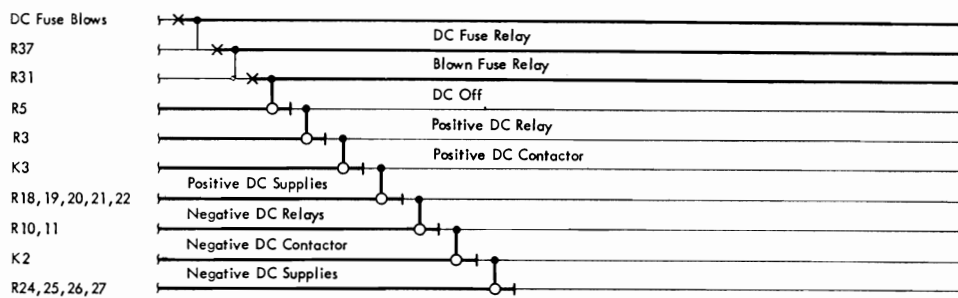 DC Fuse Blows
R37
DC Fuse Relay
R31
Blown Fuse Relay
R5
DC Off
R3
Positive DC Relay
K3
Positive DC Contactor
R18,19,20,21,22
Positive DC Supplies
R10,11
Negative DC Relays
K2
Negative DC Contactor
R24,25,26,27
Negative DC Supplies